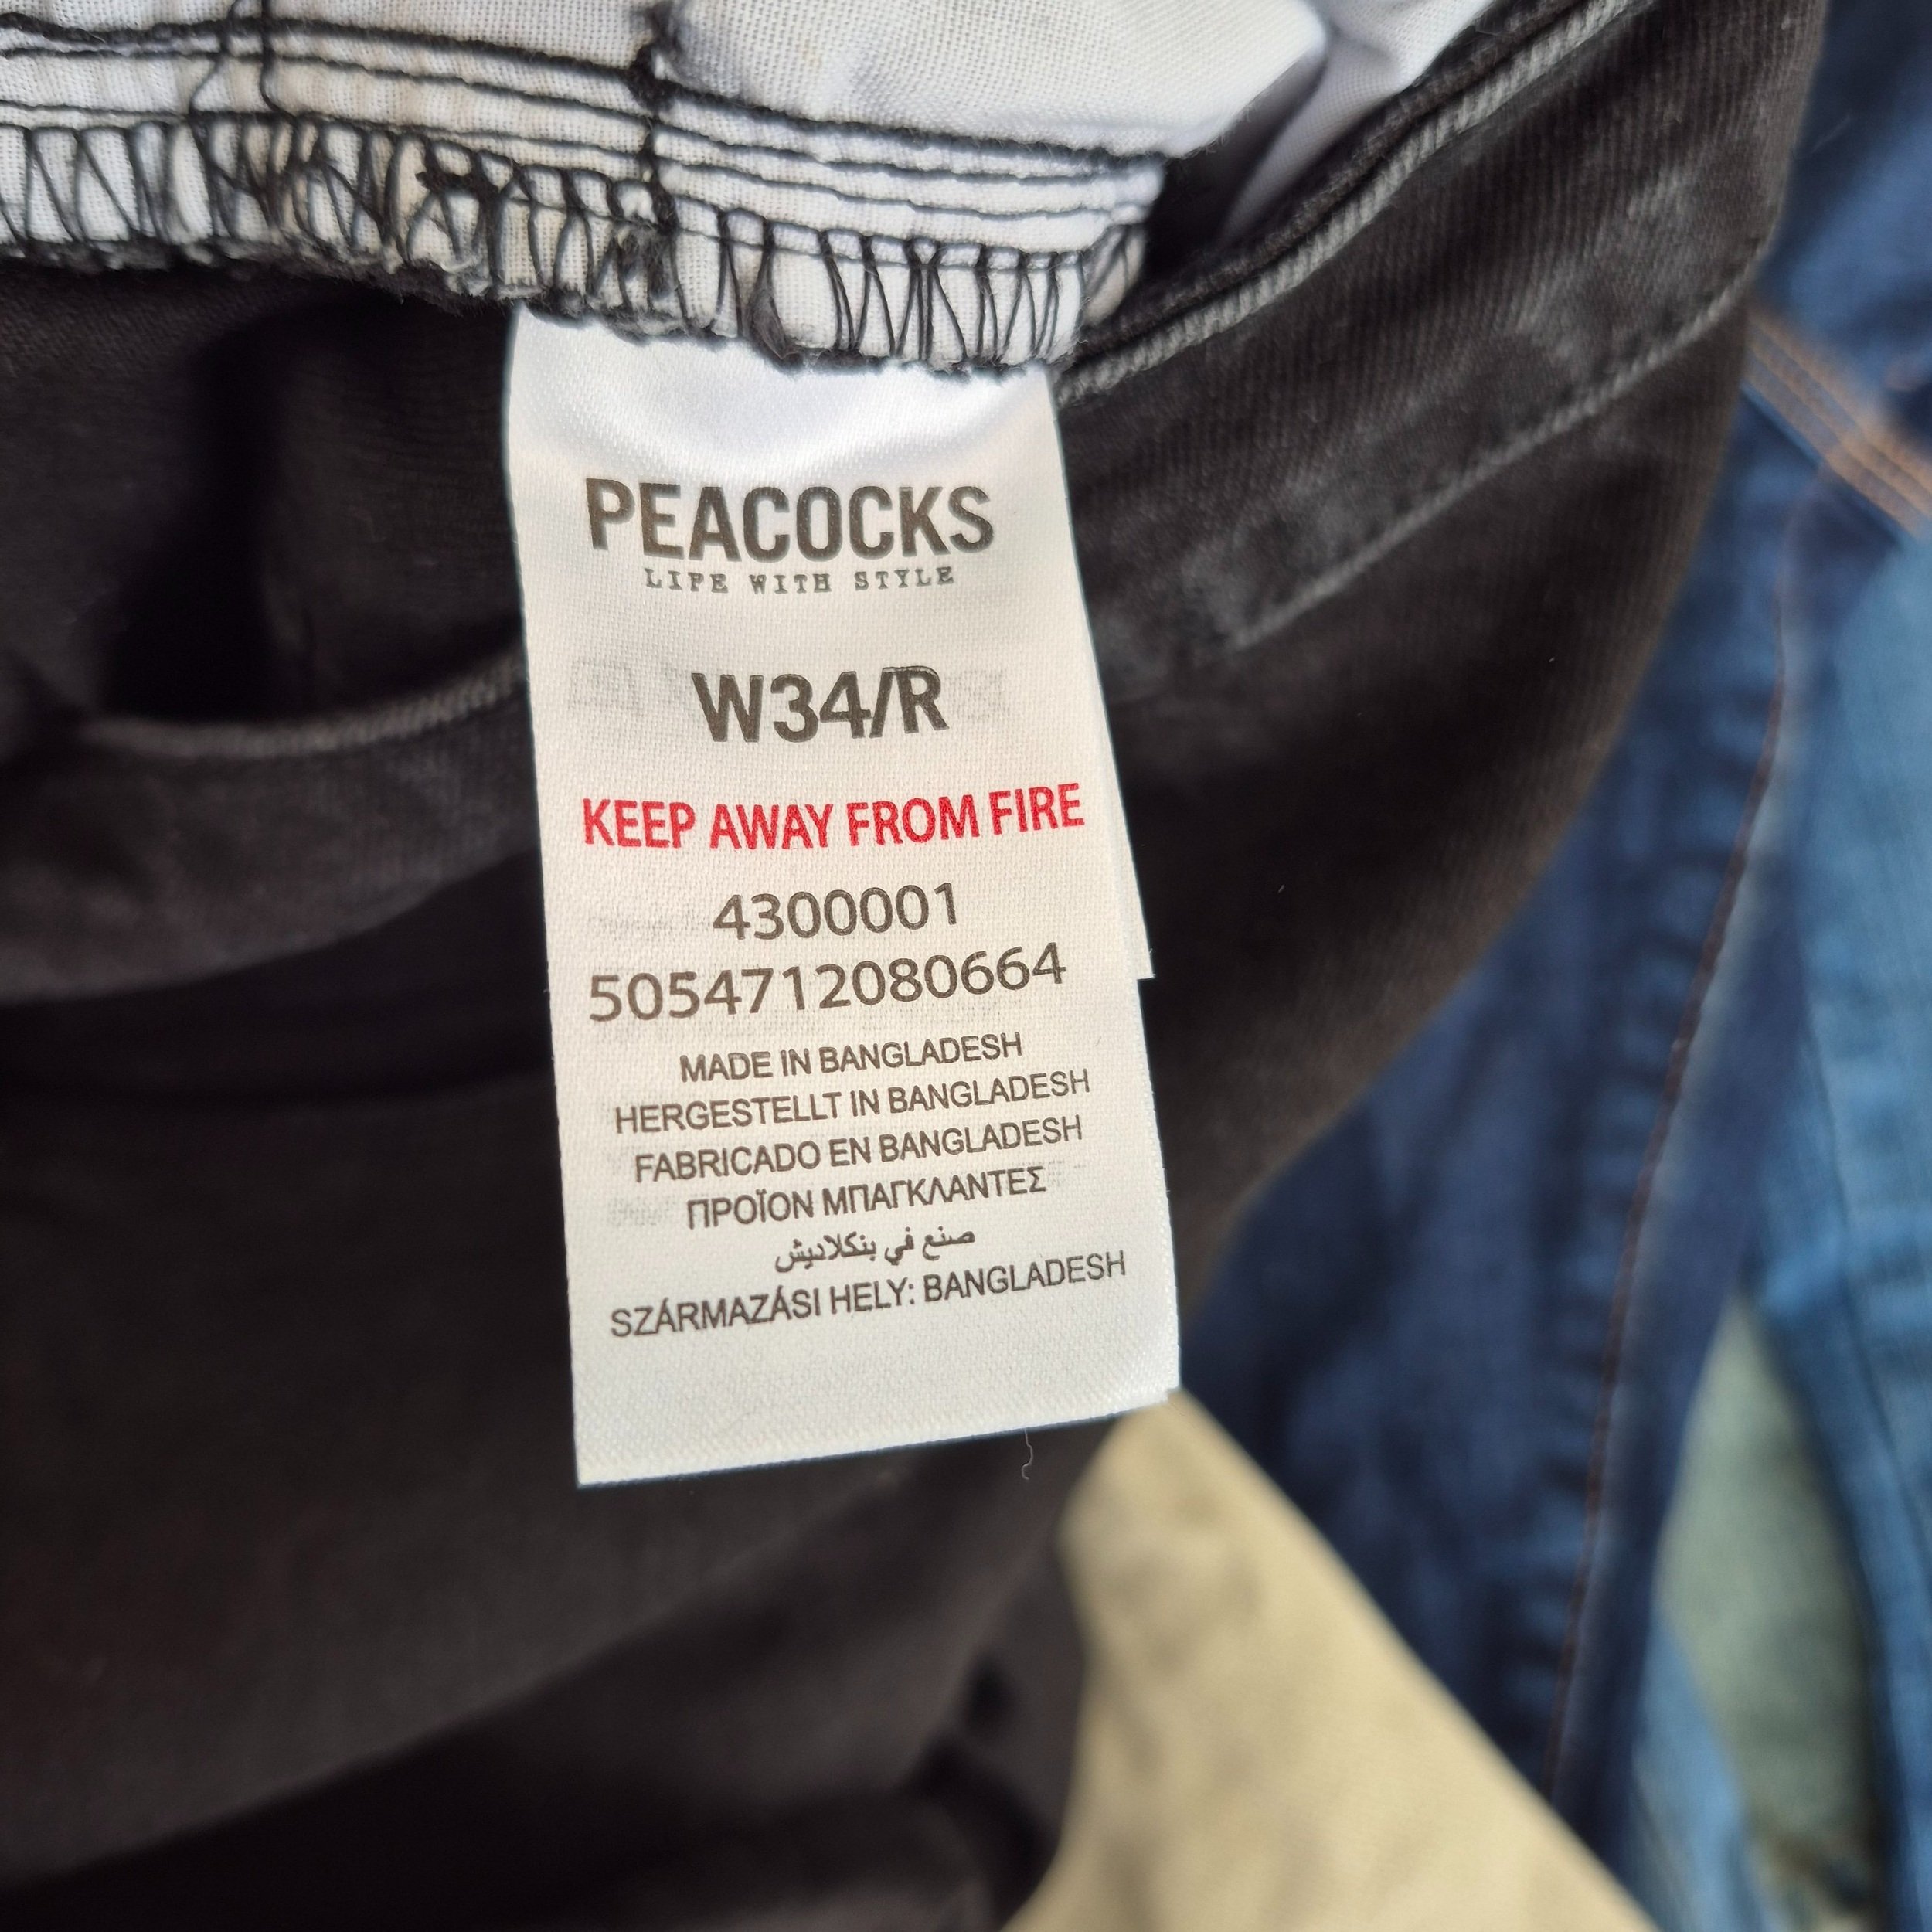 PEACOCKS
LIFE WITH STYLE
W34/R
KEEP AWAY FROM FIRE
4300001
5054712080664
MADE IN BANGLADESH
HERGESTELLT IN BANGLADESH
FABRICADO EN BANGLADESH
ΠΡΟΪΟΝ ΜΠΑΓΚΛΑΝΤΕΣ
صنع في بنكلاديش
SZÁRMAZÁSI HELY: BANGLADESH